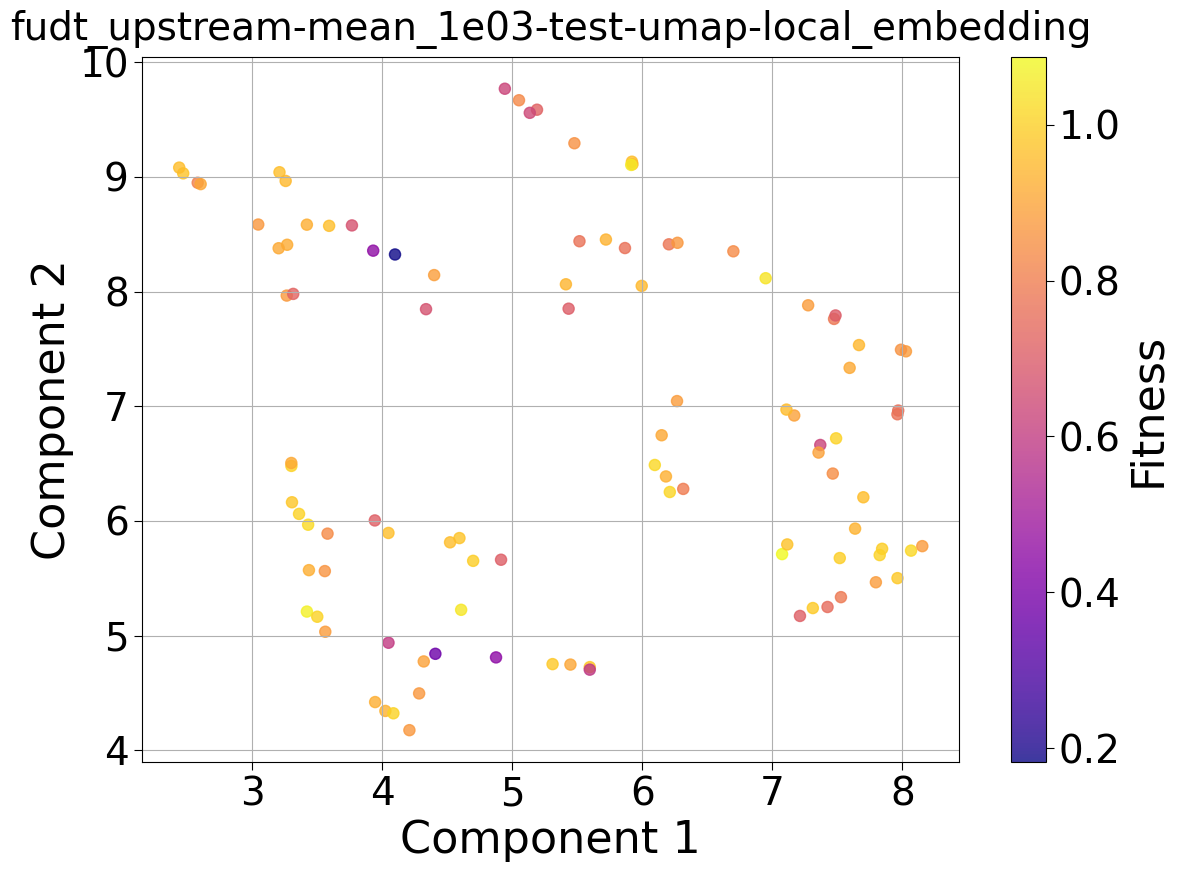 fudt_upstream-mean_1e03-test-umap-local_embedding
10
9
8
7
6
5
4
Component 2
3 4 5 6 7 8
Component 1
1.0
0.8
0.6
0.4
0.2
Fitness